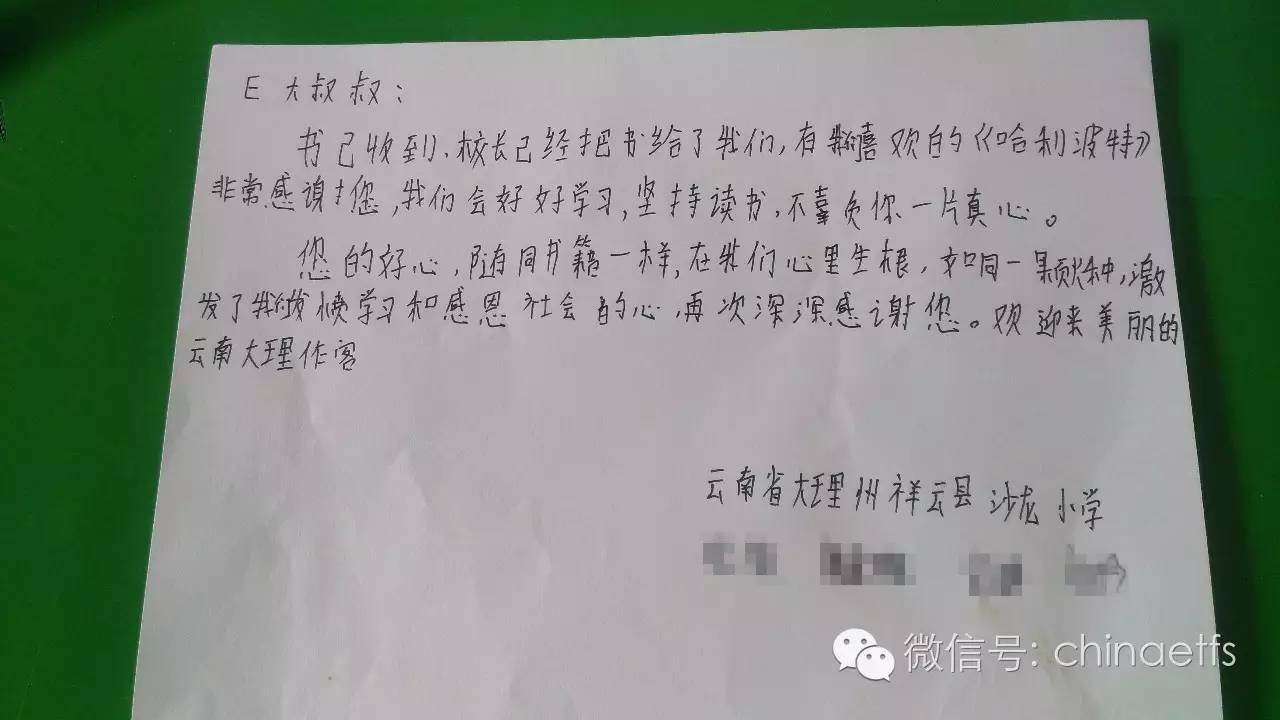 E 大叔叔：
书已收到、校长已经把书给了我们，有我们喜欢的《哈利波特》
非常感谢您，我们会好好学习，坚持读书，不辜负你一片真心。
您的好心，随同书籍一样，在我们心里生根，如同一颗火种，激
发了我们发愤学习和感恩社会的心，再次深深感谢您。欢迎来美丽的
云南大理作客
云南省大理州祥云县沙龙小学
微信号: chinaetfs